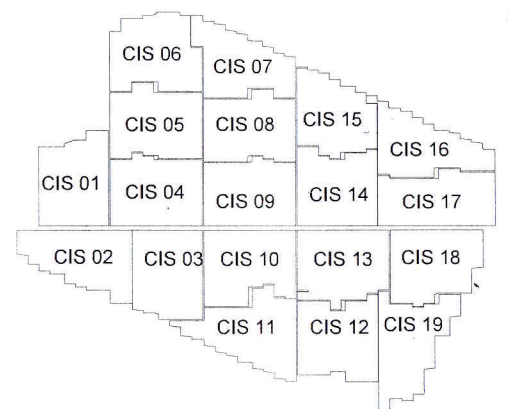 CIS 06
CIS 07
CIS 05
CIS 08
CIS 15
CIS 16
CIS 01
CIS 04
CIS 09
CIS 14
CIS 17
CIS 02
CIS 03
CIS 10
CIS 13
CIS 18
CIS 11
CIS 12
CIS 19